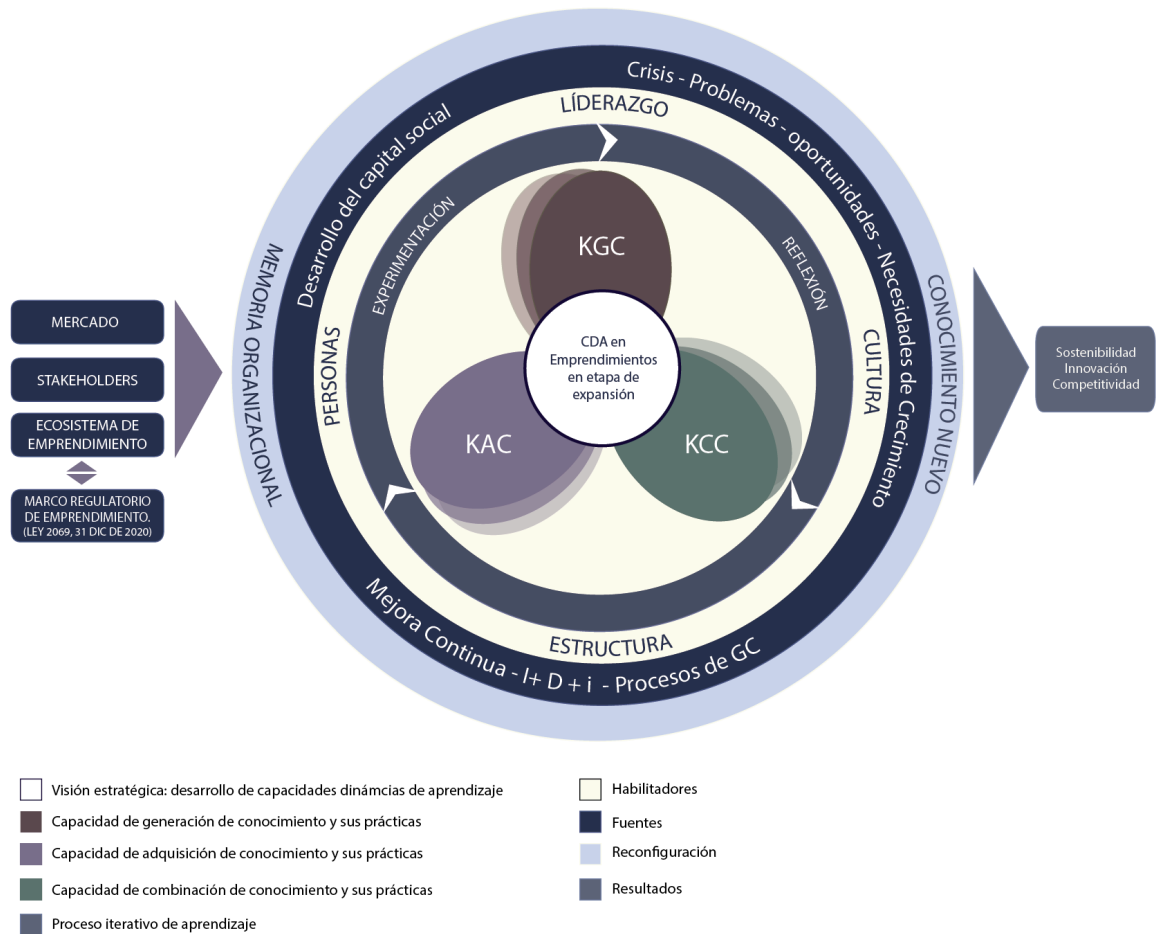 MERCADO
STAKEHOLDERS
ECOSISTEMA DE
EMPRENDIMIENTO
MARCO REGULATORIO
DE EMPRENDIMIENTO.
(LEY 2069, 31 DIC DE 2020)
MEMORIA ORGANIZACIONAL
CONOCIMIENTO NUEVO
Desarrollo del capital social
Crisis - Problemas - oportunidades - Necesidades de Crecimiento
Mejora Continua - I+ D + i - Procesos de GC
LÍDERAZGO
PERSONAS
CULTURA
ESTRUCTURA
EXPERIMENTACIÓN
REFLEXIÓN
KGC
CDA en
Emprendimientos
en etapa de
expansión
KAC
KCC
Sostenibilidad
Innovación
Competitividad
Visión estratégica: desarrollo de capacidades dinámcias de aprendizaje
Capacidad de generación de conocimiento y sus prácticas
Capacidad de adquisición de conocimiento y sus prácticas
Capacidad de combinación de conocimiento y sus prácticas
Proceso iterativo de aprendizaje
Habilitadores
Fuentes
Reconfiguración
Resultados